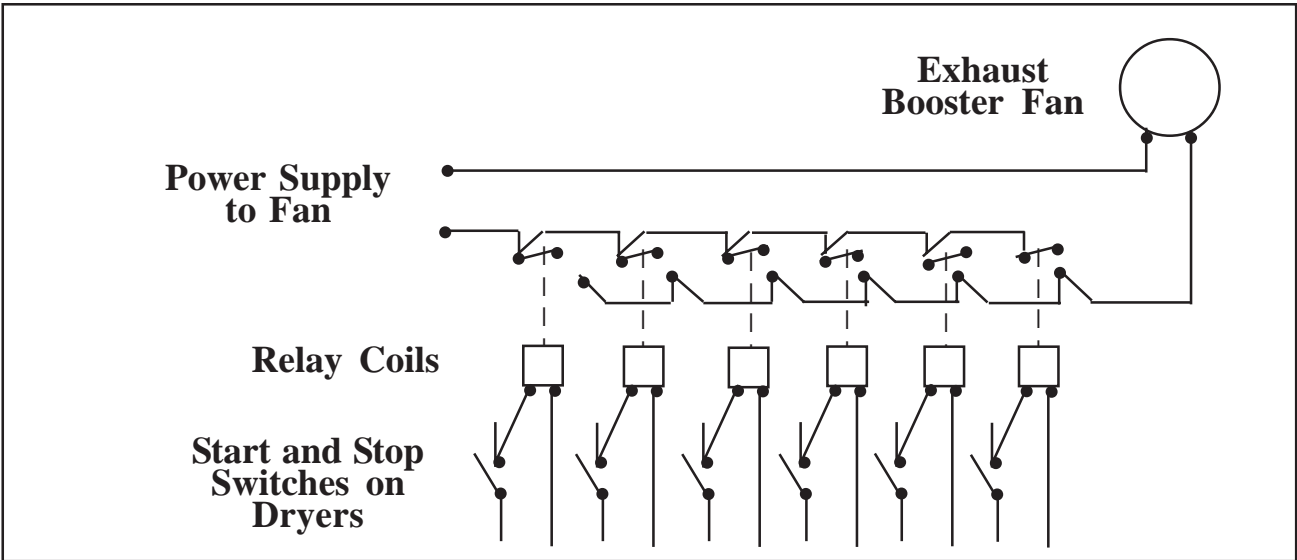 Exhaust
Booster Fan
Power Supply
to Fan
Relay Coils
Start and Stop
Switches on
Dryers